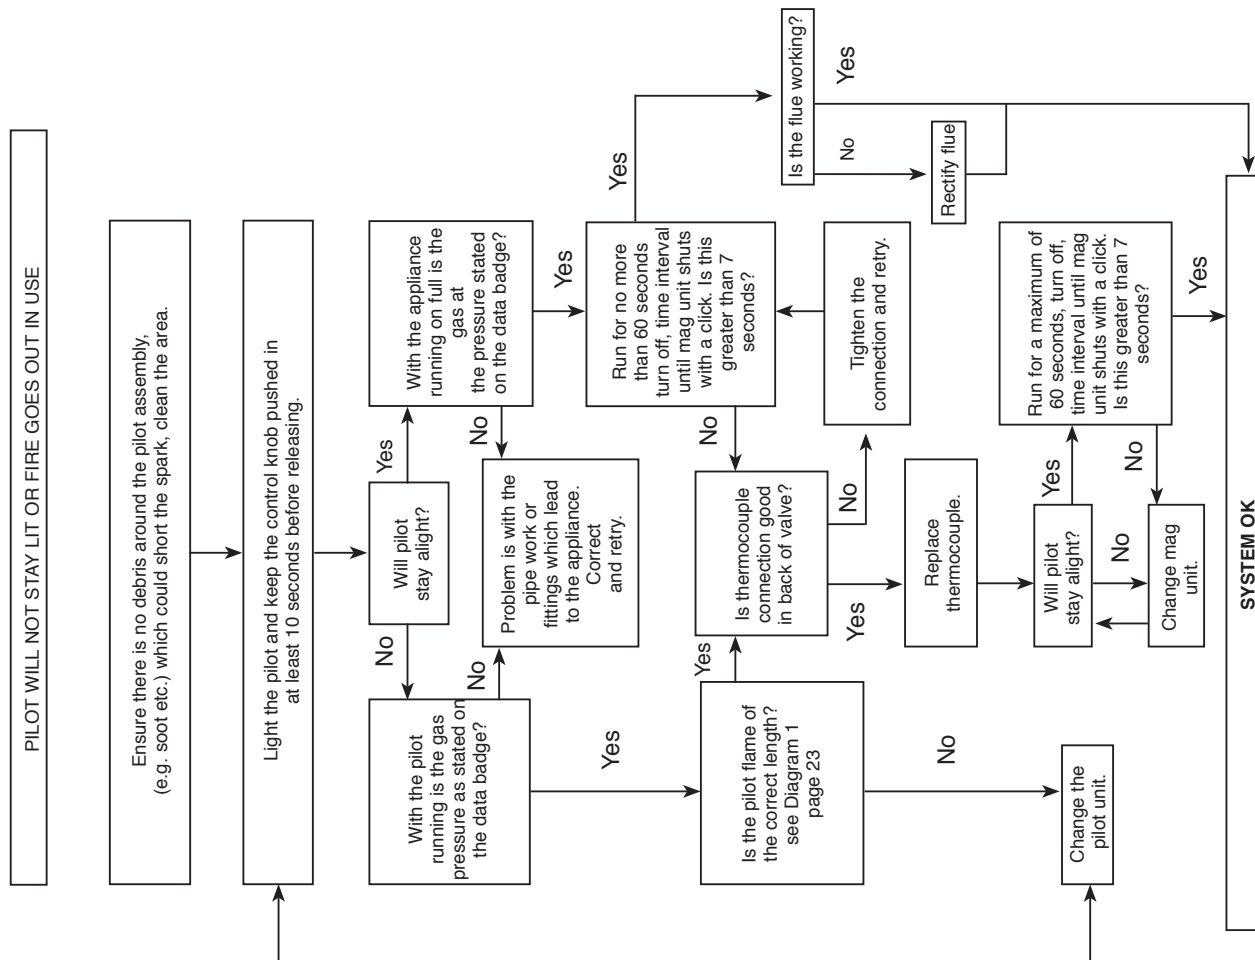 PILOT WILL NOT STAY LIT OR FIRE GOES OUT IN USE
Ensure there is no debris around the pilot assembly,
(e.g. soot etc.) which could short the spark, clean the area.
Light the pilot and keep the control knob pushed in
at least 10 seconds before releasing.
Will pilot
stay alight?
No
Yes
With the pilot
running is the gas
pressure as stated on
the data badge?
No
Yes
Problem is with the
pipe work or
fittings which lead
to the appliance.
Correct
and retry.
With the appliance
running on full is the
gas at
the pressure stated
on the data badge?
No
Yes
Is the pilot flame of
the correct length?
see Diagram 1
page 23
Yes
No
Is thermocouple
connection good
in back of valve?
Yes
No
Run for no more
than 60 seconds
turn off, time interval
until mag unit shuts
with a click. Is this
greater than 7
seconds?
No
Yes
Is the flue working?
No
Yes
Rectify flue
Tighten the
connection and retry.
Replace
thermocouple.
Will pilot
stay alight?
Yes
No
Change the
pilot unit.
Change mag
unit.
Run for a maximum of
60 seconds, turn off,
time interval until mag
unit shuts with a click.
Is this greater than 7
seconds?
No
Yes
SYSTEM OK